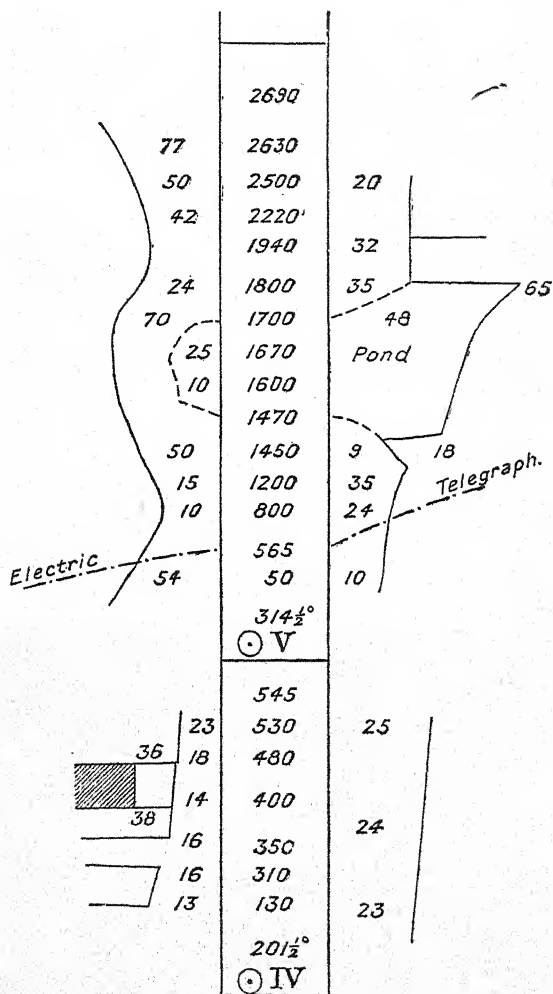 2690
77 2630
50 2500 20
42 2220'
1940 32
24 1800 35 65
70 1700 48
25 1670 Pond
10 1600
1470
50 1450 9 18
15 1200 35 Telegraph.
10 800 24
Electric 565
54 50 10
314½°
⊙ V
545
23 530 25
36 18 480
14 400
38 24
16 350
16 310
13 130 23
201½°
⊙ IV